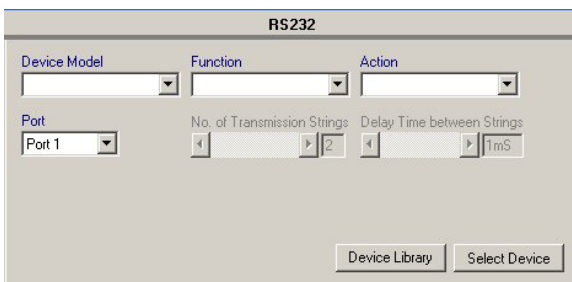 RS232
Device Model Function Action
Port No. of Transmission Strings Delay Time between Strings
Port 1 2 1mS
Device Library Select Device